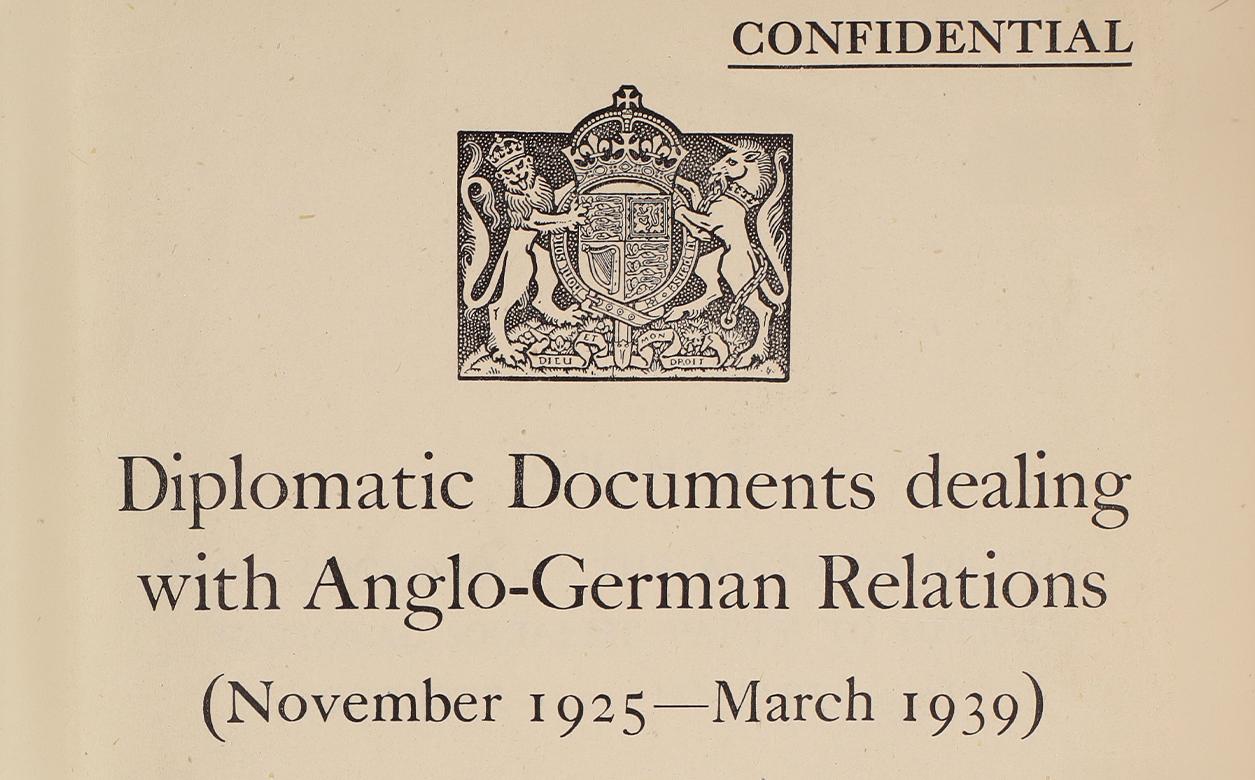 CONFIDENTIAL
DIEU ET MON DROIT
Diplomatic Documents dealing
with Anglo-German Relations
(November 1925—March 1939)